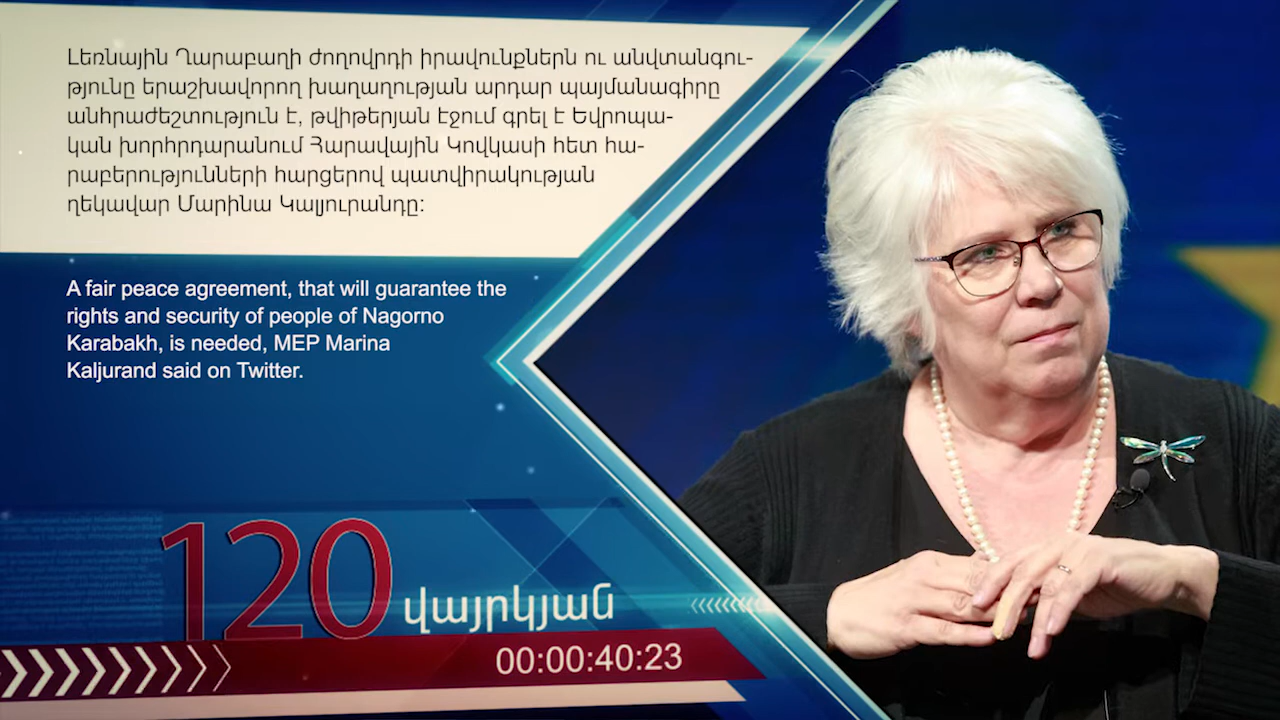 Լեռնային Ղարաբաղի ժողովրդի իրավունքներն ու անվտանգու-
թյունը երաշխավորող խաղաղության արդար պայմանագիրը
անհրաժեշտություն է, թվիթերյան էջում գրել է Եվրոպա-
կան խորհրդարանում Հարավային Կովկասի հետ հա-
րաբերությունների հարցերով պատվիրակության
ղեկավար Մարինա Կալյուրանդը։
A fair peace agreement, that will guarantee the
rights and security of people of Nagorno
Karabakh, is needed, MEP Marina
Kaljurand said on Twitter.
120 վայրկյան
00:00:40:23